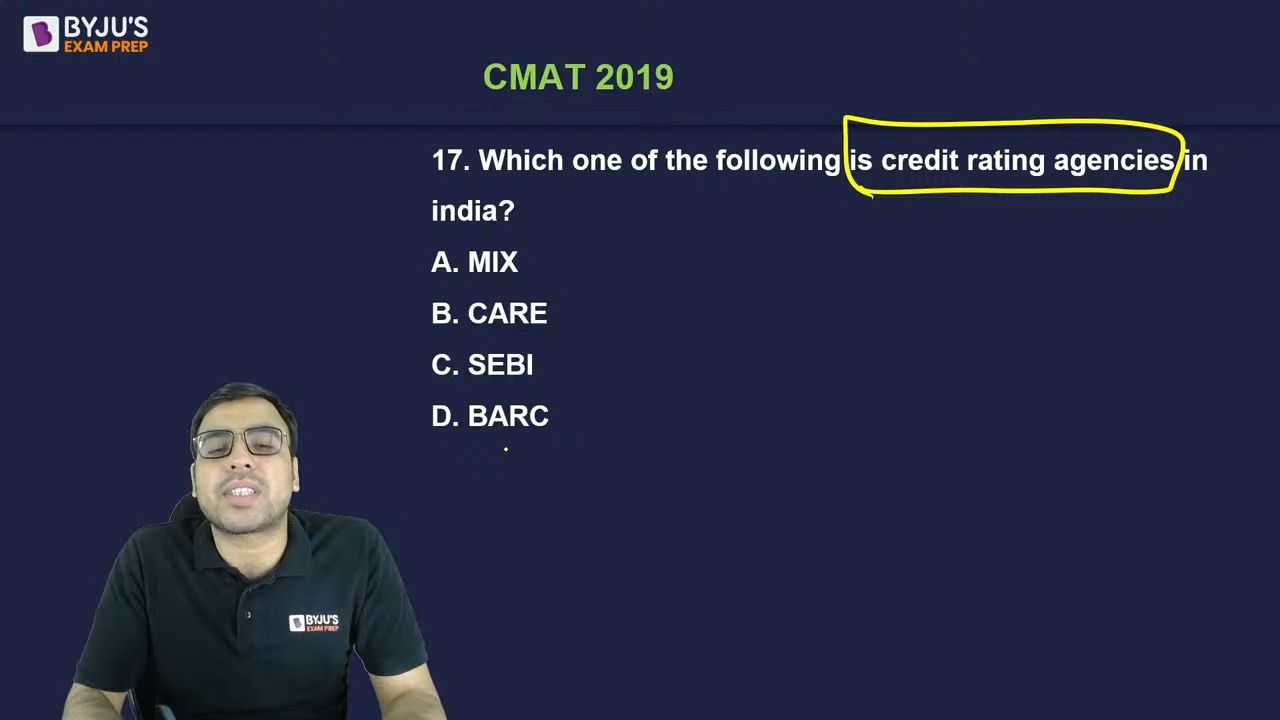 BYJU'S
EXAM PREP
CMAT 2019
17. Which one of the following is credit rating agencies in
india?
A. MIX
B. CARE
C. SEBI
D. BARC
BYJU'S
EXAM PREP